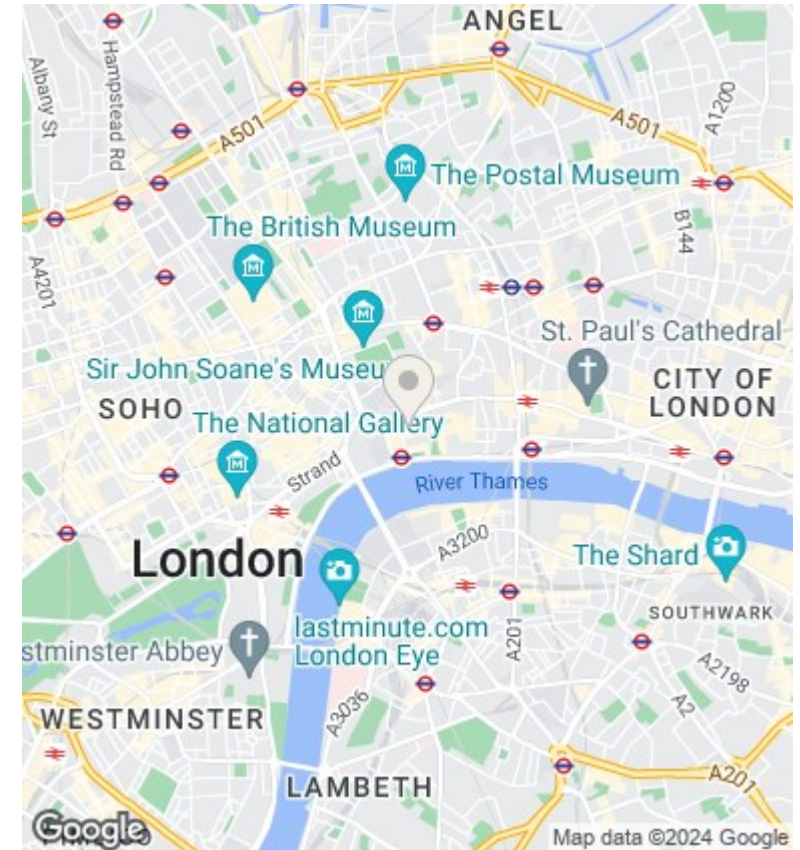 ANGEL
Albany St
Hampstead Rd
A501
A501
A1200
The Postal Museum
The British Museum
B144
A4201
St. Paul's Cathedral
Sir John Soane's Museu
CITY OF
LONDON
SOHO
The National Gallery
Strand
River Thames
A3200
London
The Shard
lastminute.com
London Eye
A201
SOUTHWARK
stminster Abbey
A2198
A3036
A2
WESTMINSTER
LAMBETH
A201
Google
Map data ©2024 Google